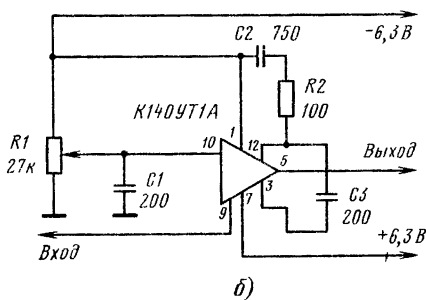 -6,3 В
C2 750
R2
100
К140УТ1А
R1
27к
10
1
12
5
Выход
3
7
9
C1
200
C3
200
Вход
+6,3 В
б)